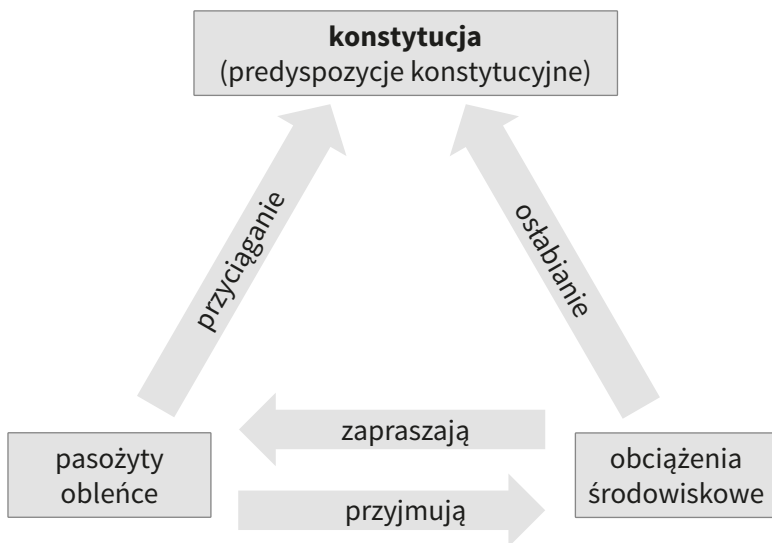 konstytucja
(predyspozycje konstytucyjne)
przyciąganie
osłabianie
zapraszają
pasożyty
obleńce
obciążenia
środowiskowe
przyjmują